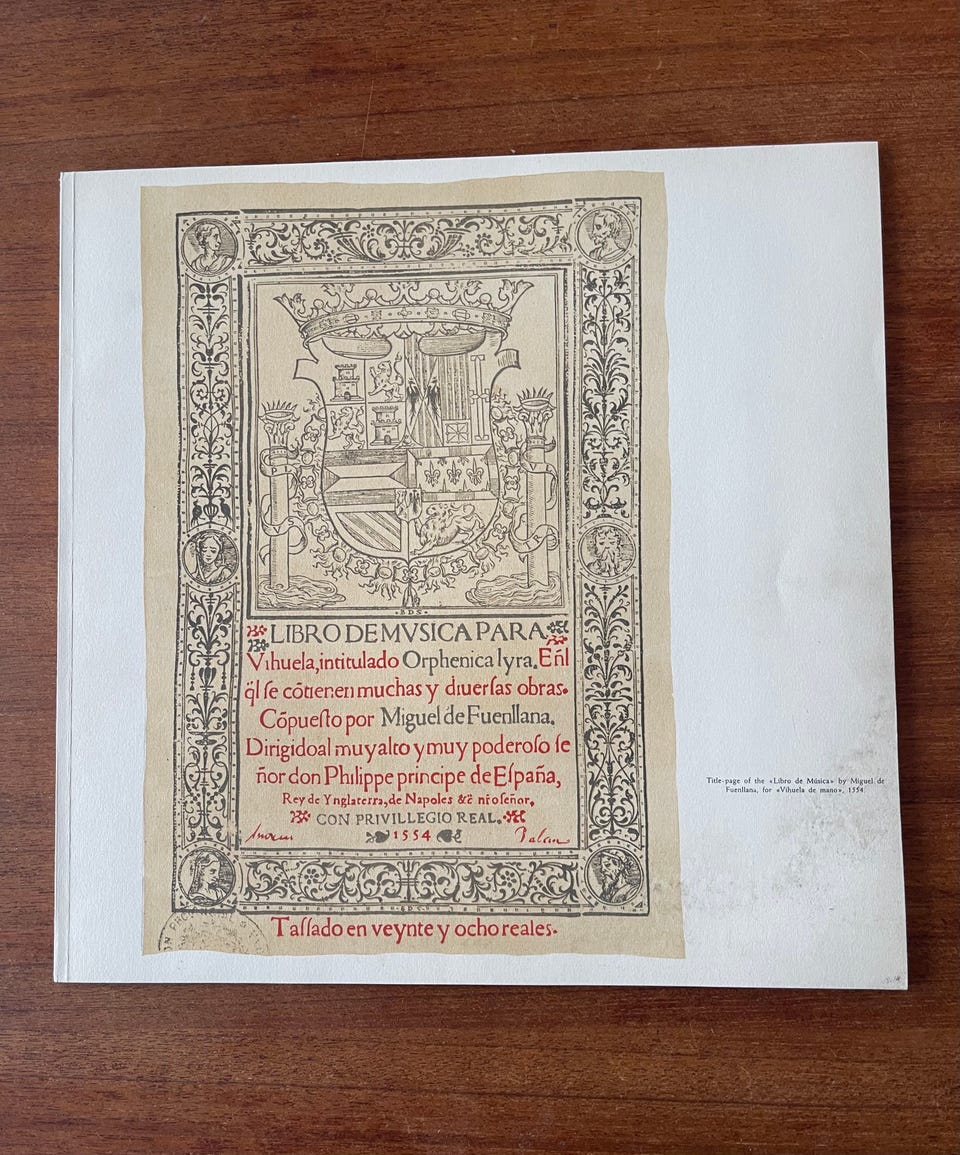 ·BDS·
LIBRO DE MVSICA PARA
Vihuela, intitulado Orphenica lyra. Eñl
q̃l se cõtienen muchas y diuersas obras.
Cõpuesto por Miguel de Fuenllana.
Dirigido al muy alto y muy poderoso se
ñor don Philippe principe de España,
Rey de Ynglaterra, de Napoles &c̃ nr̃o señor.
CON PRIVILLEGIO REAL.
1554
Tassado en veynte y ocho reales.
Title-page of the «Libro de Música» by Miguel de
Fuenllana, for «Vihuela de mano», 1554.